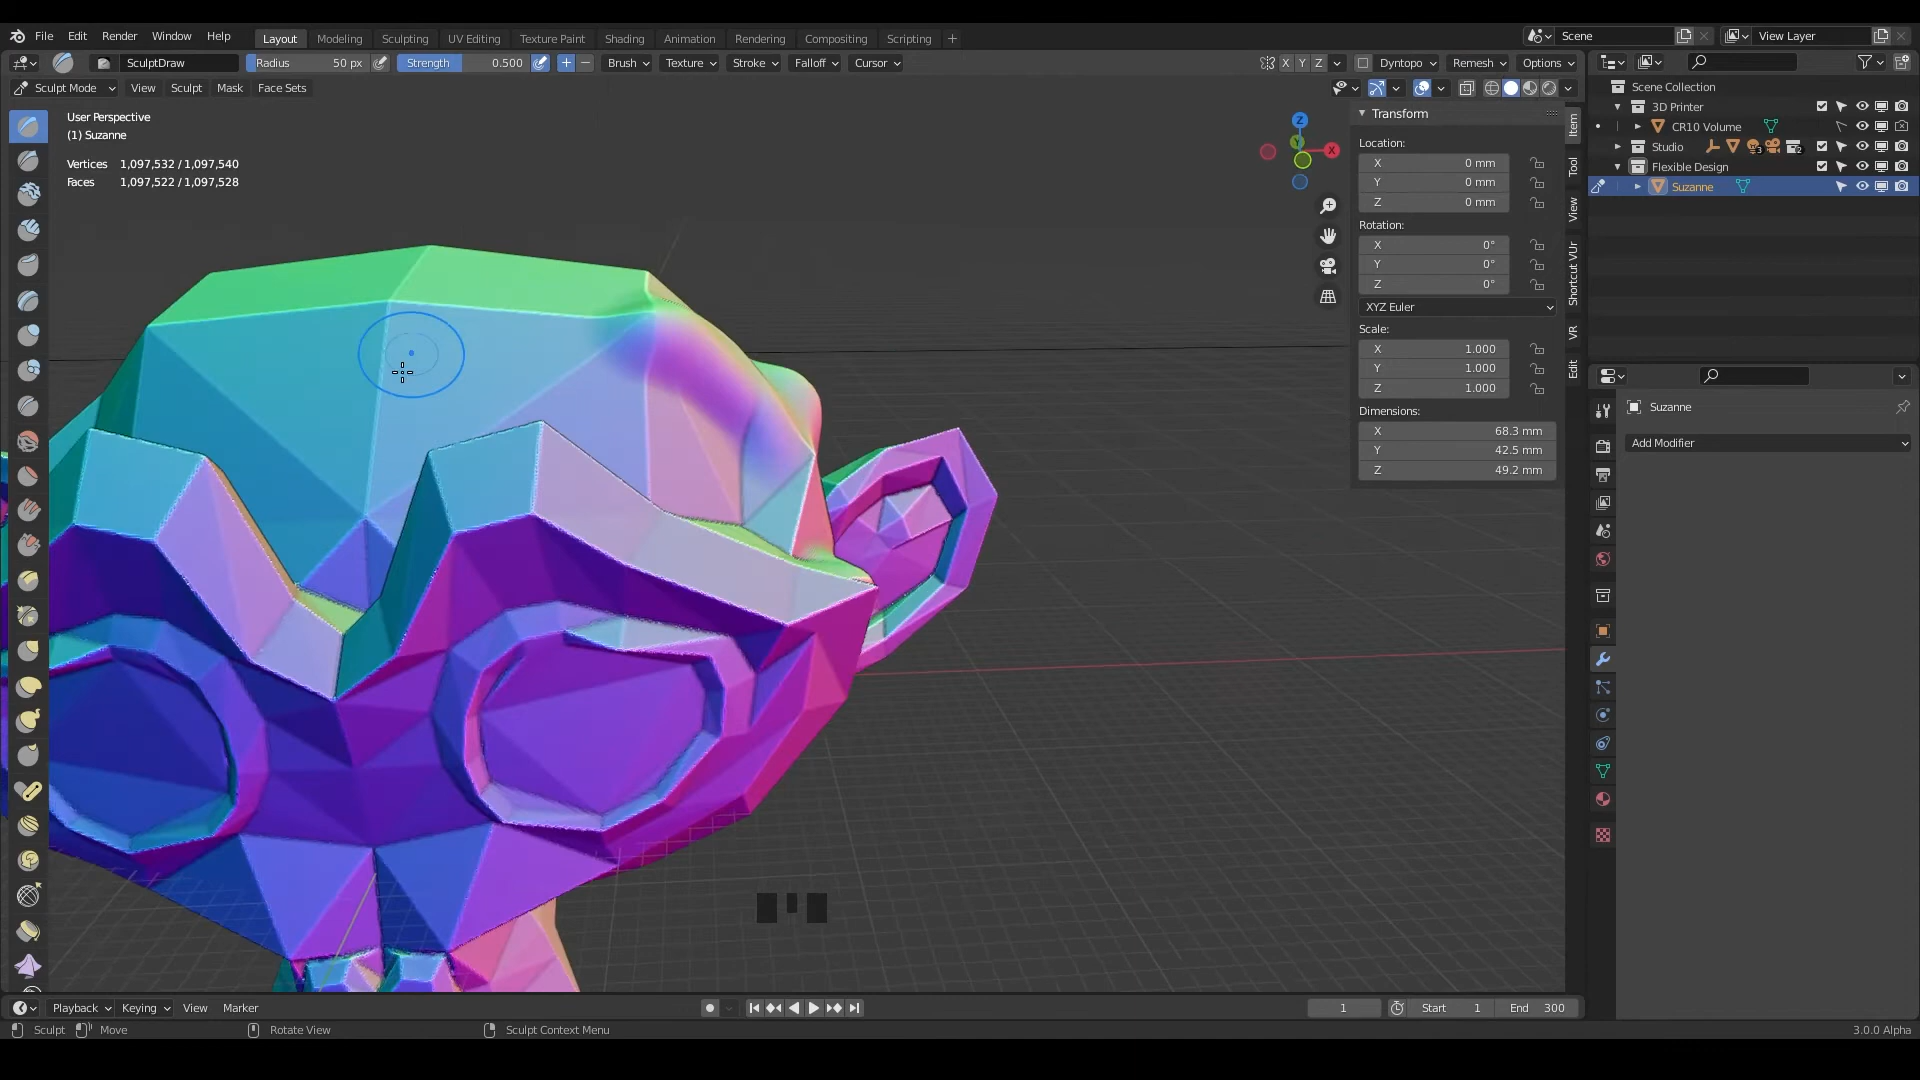 File Edit Render Window Help Layout Modeling Sculpting UV Editing Texture Paint Shading Animation Rendering Compositing Scripting + Scene View Layer
SculptDraw Radius 50 px Strength 0.500 + − Brush Texture Stroke Falloff Cursor X Y Z Dyntopo Remesh Options
Sculpt Mode View Sculpt Mask Face Sets
Scene Collection
3D Printer
CR10 Volume
Studio 3 2
Flexible Design
Suzanne
User Perspective
(1) Suzanne
Vertices 1,097,532 / 1,097,540
Faces 1,097,522 / 1,097,528
Z
Y
X
Transform
Location:
X 0 mm
Y 0 mm
Z 0 mm
Rotation:
X 0°
Y 0°
Z 0°
XYZ Euler
Scale:
X 1.000
Y 1.000
Z 1.000
Dimensions:
X 68.3 mm
Y 42.5 mm
Z 49.2 mm
Item
Tool
View
Shortcut VUr
VR
Edit
Suzanne
Add Modifier
Playback Keying View Marker 1 Start 1 End 300
Sculpt Move Rotate View Sculpt Context Menu 3.0.0 Alpha